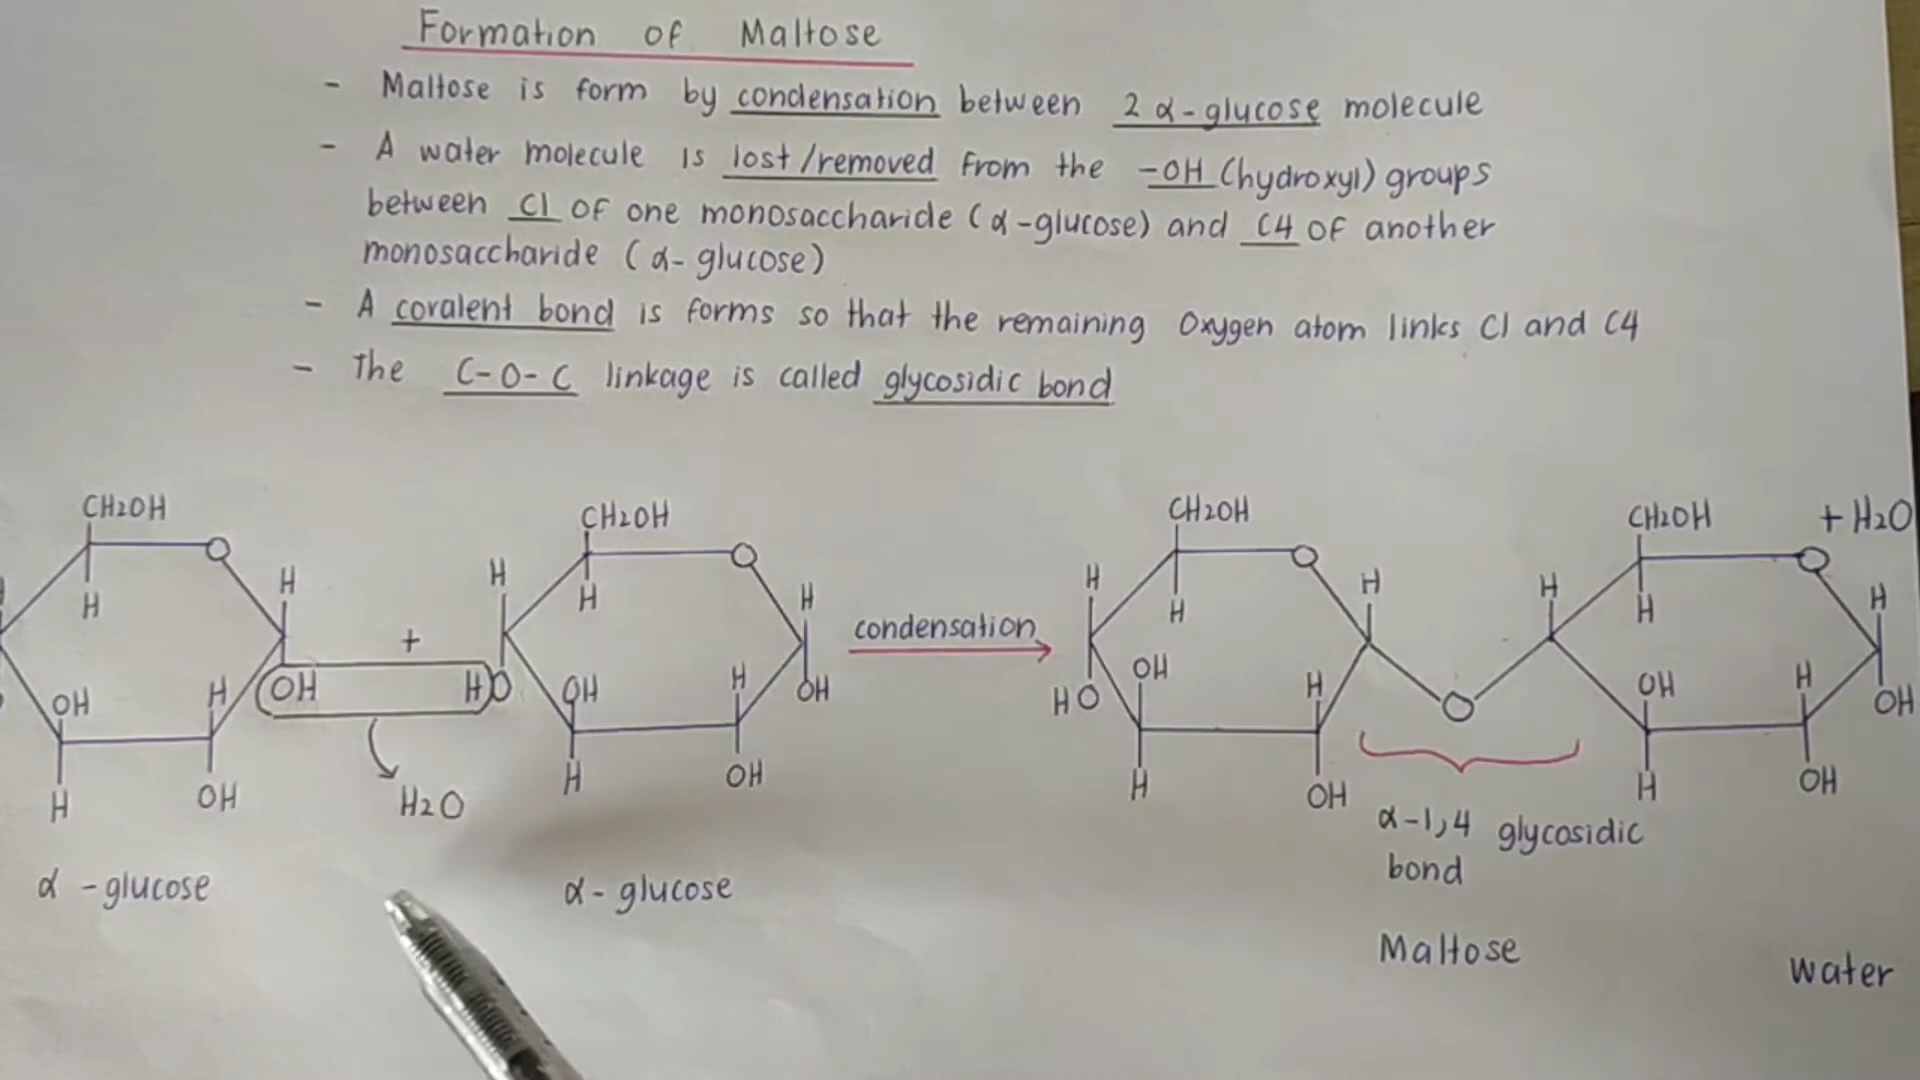 Formation of Maltose
- Maltose is form by condensation between 2 α-glucose molecule
- A water molecule is lost/removed from the -OH (hydroxyl) groups
between C1 of one monosaccharide (α-glucose) and C4 of another
monosaccharide (α-glucose)
- A covalent bond is forms so that the remaining Oxygen atom links C1 and C4
- The C-O-C linkage is called glycosidic bond
CH2OH CH2OH CH2OH CH2OH + H2O
O O O O
H H H H H H H
H H H H
+ condensation
OH H OH HO OH H OH HO OH H O OH H OH
H OH H OH H OH H OH
H2O
α-1,4 glycosidic
bond
α-glucose α-glucose
Maltose water